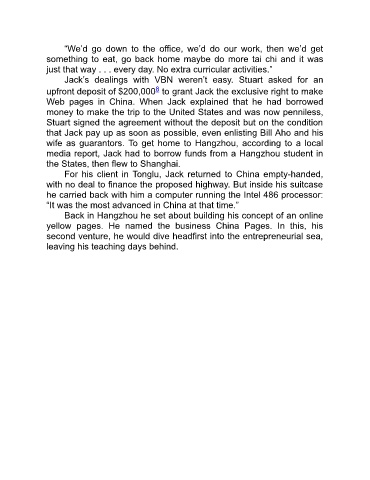 “We’d go down to the office, we’d do our work, then we’d get
something to eat, go back home maybe do more tai chi and it was
just that way . . . every day. No extra curricular activities.”
Jack’s dealings with VBN weren’t easy. Stuart asked for an
upfront deposit of $200,0008 to grant Jack the exclusive right to make
Web pages in China. When Jack explained that he had borrowed
money to make the trip to the United States and was now penniless,
Stuart signed the agreement without the deposit but on the condition
that Jack pay up as soon as possible, even enlisting Bill Aho and his
wife as guarantors. To get home to Hangzhou, according to a local
media report, Jack had to borrow funds from a Hangzhou student in
the States, then flew to Shanghai.
For his client in Tonglu, Jack returned to China empty-handed,
with no deal to finance the proposed highway. But inside his suitcase
he carried back with him a computer running the Intel 486 processor:
“It was the most advanced in China at that time.”
Back in Hangzhou he set about building his concept of an online
yellow pages. He named the business China Pages. In this, his
second venture, he would dive headfirst into the entrepreneurial sea,
leaving his teaching days behind.